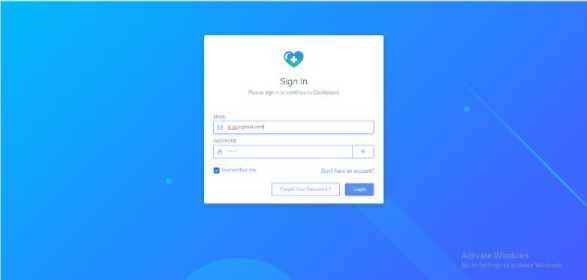 Sign In
Please sign in to continue to Dashboard.
EMAIL
@gmail.com
PASSWORD
Remember me
Don't have an account?
Forgot Your Password ?
Login
Activate Windows
Go to Settings to activate Windows.